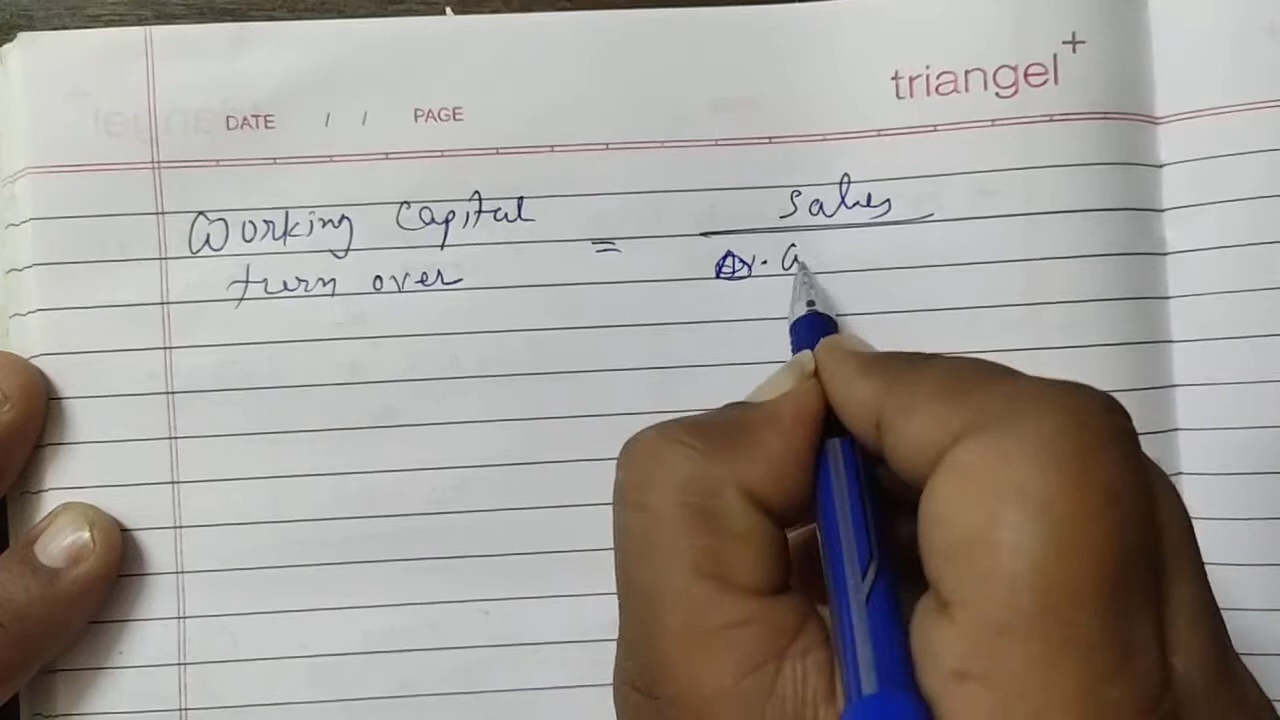 triangel+
DATE / / PAGE
Working Capital turn over = Sales